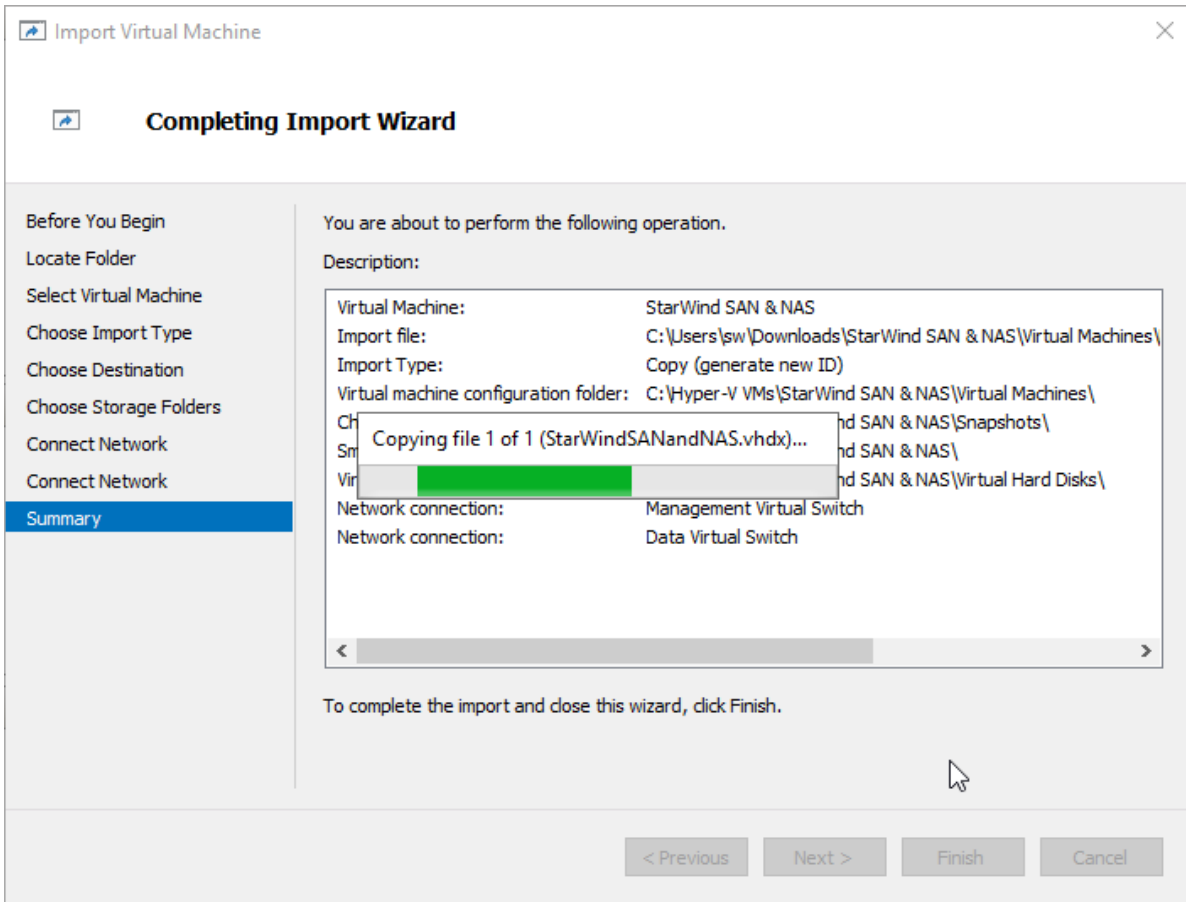 Import Virtual Machine
Completing Import Wizard
Before You Begin
Locate Folder
Select Virtual Machine
Choose Import Type
Choose Destination
Choose Storage Folders
Connect Network
Connect Network
Summary
You are about to perform the following operation.
Description:
Virtual Machine: StarWind SAN & NAS
Import file: C:\Users\sw\Downloads\StarWind SAN & NAS\Virtual Machines\
Import Type: Copy (generate new ID)
Virtual machine configuration folder: C:\Hyper-V VMs\StarWind SAN & NAS\Virtual Machines\
Ch nd SAN & NAS\Snapshots\
Copying file 1 of 1 (StarWindSANandNAS.vhdx)...
Sm nd SAN & NAS\
Vir nd SAN & NAS\Virtual Hard Disks\
Network connection: Management Virtual Switch
Network connection: Data Virtual Switch
To complete the import and close this wizard, click Finish.
< Previous Next > Finish Cancel